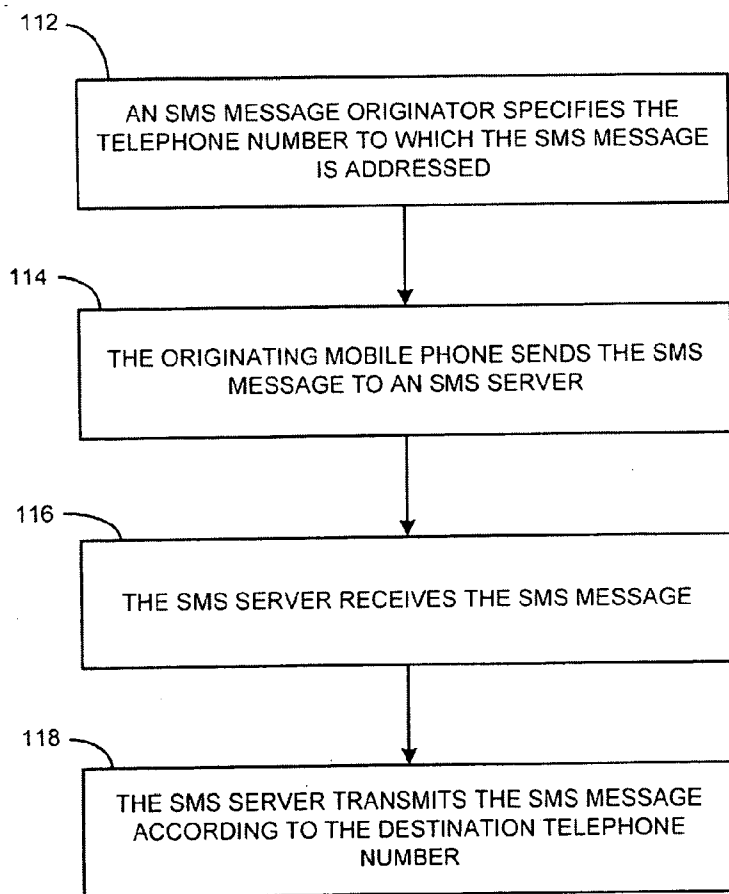 112
AN SMS MESSAGE ORIGINATOR SPECIFIES THE
TELEPHONE NUMBER TO WHICH THE SMS MESSAGE
IS ADDRESSED
114
THE ORIGINATING MOBILE PHONE SENDS THE SMS
MESSAGE TO AN SMS SERVER
116
THE SMS SERVER RECEIVES THE SMS MESSAGE
118
THE SMS SERVER TRANSMITS THE SMS MESSAGE
ACCORDING TO THE DESTINATION TELEPHONE
NUMBER